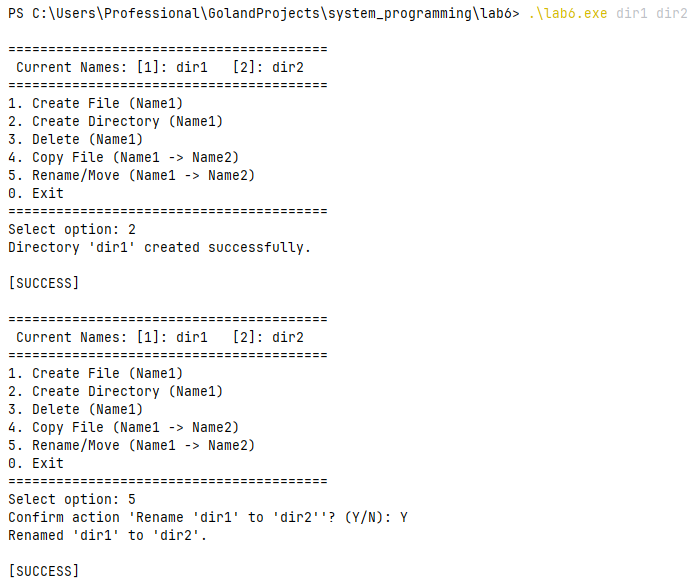 PS C:\Users\Professional\GolandProjects\system_programming\lab6> .\lab6.exe dir1 dir2
========================================
Current Names: [1]: dir1   [2]: dir2
========================================
1. Create File (Name1)
2. Create Directory (Name1)
3. Delete (Name1)
4. Copy File (Name1 -> Name2)
5. Rename/Move (Name1 -> Name2)
0. Exit
========================================
Select option: 2
Directory 'dir1' created successfully.
[SUCCESS]
========================================
Current Names: [1]: dir1   [2]: dir2
========================================
1. Create File (Name1)
2. Create Directory (Name1)
3. Delete (Name1)
4. Copy File (Name1 -> Name2)
5. Rename/Move (Name1 -> Name2)
0. Exit
========================================
Select option: 5
Confirm action 'Rename 'dir1' to 'dir2''? (Y/N): Y
Renamed 'dir1' to 'dir2'.
[SUCCESS]